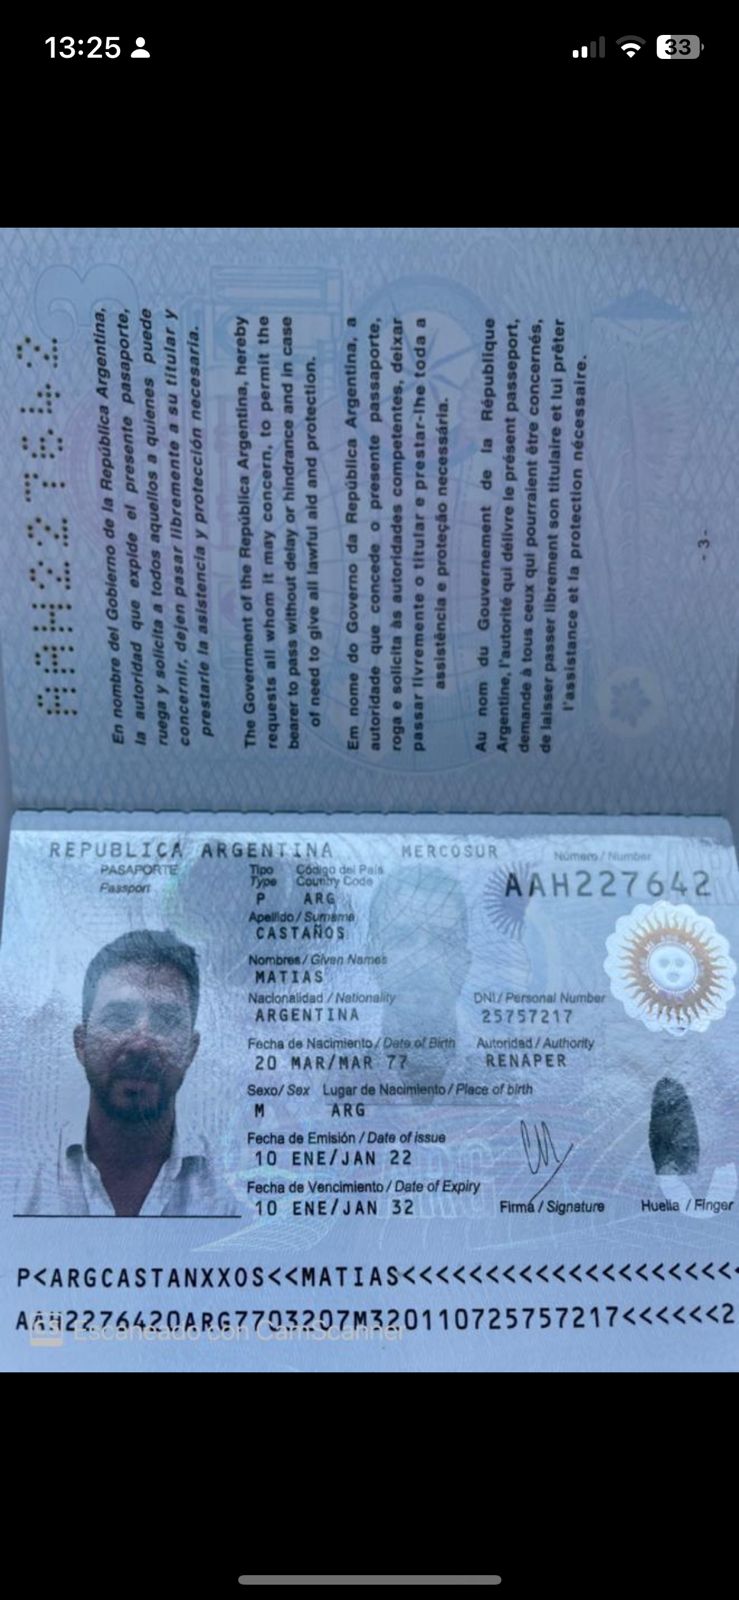 13:25
33
AAH227642
En nombre del Gobierno de la República Argentina,
la autoridad que expide el presente pasaporte,
ruega y solicita a todos aquellos a quienes puede
concernir, dejen pasar libremente a su titular y
prestarle la asistencia y protección necesaria.
The Government of the República Argentina, hereby
requests all whom it may concern, to permit the
bearer to pass without delay or hindrance and in case
of need to give all lawful aid and protection.
Em nome do Governo da República Argentina, a
autoridade que concede o presente passaporte,
roga e solicita às autoridades competentes, deixar
passar livremente o titular e prestar-lhe toda a
assistência e proteção necessária.
Au nom du Gouvernement de la République
Argentine, l'autorité qui délivre le présent passeport,
demande à tous ceux qui pourraient être concernés,
de laisser passer librement son titulaire et lui prêter
l'assistance et la protection nécessaire.
- 3 -
REPUBLICA ARGENTINA MERCOSUR Número / Number
PASAPORTE Tipo Código del País
Passport Type Country Code AAH227642
P ARG
Apellido / Surname
CASTAÑOS
Nombres / Given Names
MATIAS
Nacionalidad / Nationality DNI / Personal Number
ARGENTINA 25757217
Fecha de Nacimiento / Date of Birth Autoridad / Authority
20 MAR/MAR 77 RENAPER
Sexo / Sex Lugar de Nacimiento / Place of birth
M ARG
Fecha de Emisión / Date of issue
10 ENE/JAN 22
Fecha de Vencimiento / Date of Expiry
10 ENE/JAN 32 Firma / Signature Huella / Finger
P<ARGCASTANXXOS<<MATIAS<<<<<<<<<<<<<<<<<<<<<
AAH2276420ARG7703207M320110725757217<<<<<<2
CS Escaneado con CamScanner